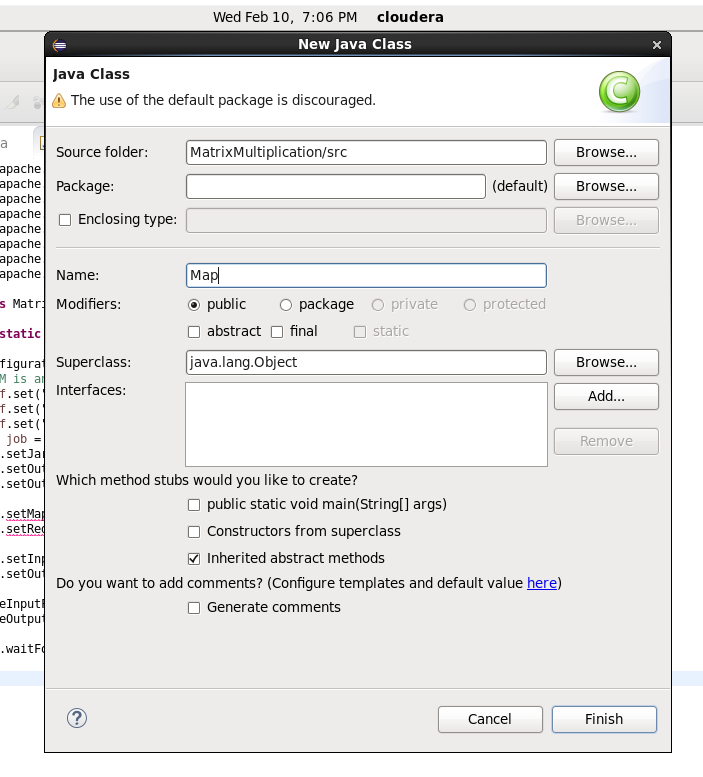 Wed Feb 10, 7:06 PM cloudera
New Java Class
Java Class
The use of the default package is discouraged.
Source folder: MatrixMultiplication/src Browse...
Package: (default) Browse...
Enclosing type: Browse...
Name: Map
Modifiers: public package private protected
abstract final static
Superclass: java.lang.Object Browse...
Interfaces: Add...
Remove
Which method stubs would you like to create?
public static void main(String[] args)
Constructors from superclass
Inherited abstract methods
Do you want to add comments? (Configure templates and default value here)
Generate comments
? Cancel Finish
a
apache.
apache.
apache.
apache.
apache.
apache.
apache.
apache.
s Matri
static
figurat
M is an
f.set("
f.set("
f.set("
job =
.setJar
.setOut
.setOut
.setMap
.setRed
.setInp
.setOut
eInputF
eOutput
.waitFo